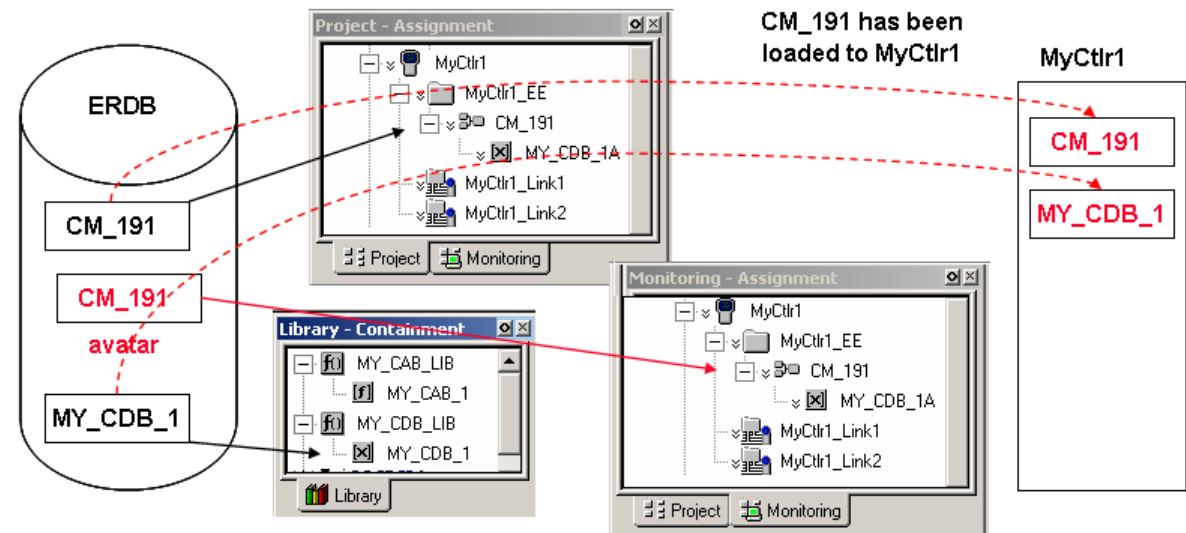 ERDB
CM_191
CM_191
avatar
MY_CDB_1
Project - Assignment
MyCtlr1
MyCtlr1_EE
CM_191
MY_CDB_1A
MyCtlr1_Link1
MyCtlr1_Link2
Project
Monitoring
Library - Containment
MY_CAB_LIB
MY_CAB_1
MY_CDB_LIB
MY_CDB_1
Library
Monitoring - Assignment
MyCtlr1
MyCtlr1_EE
CM_191
MY_CDB_1A
MyCtlr1_Link1
MyCtlr1_Link2
Project
Monitoring
CM_191 has been
loaded to MyCtlr1
MyCtlr1
CM_191
MY_CDB_1